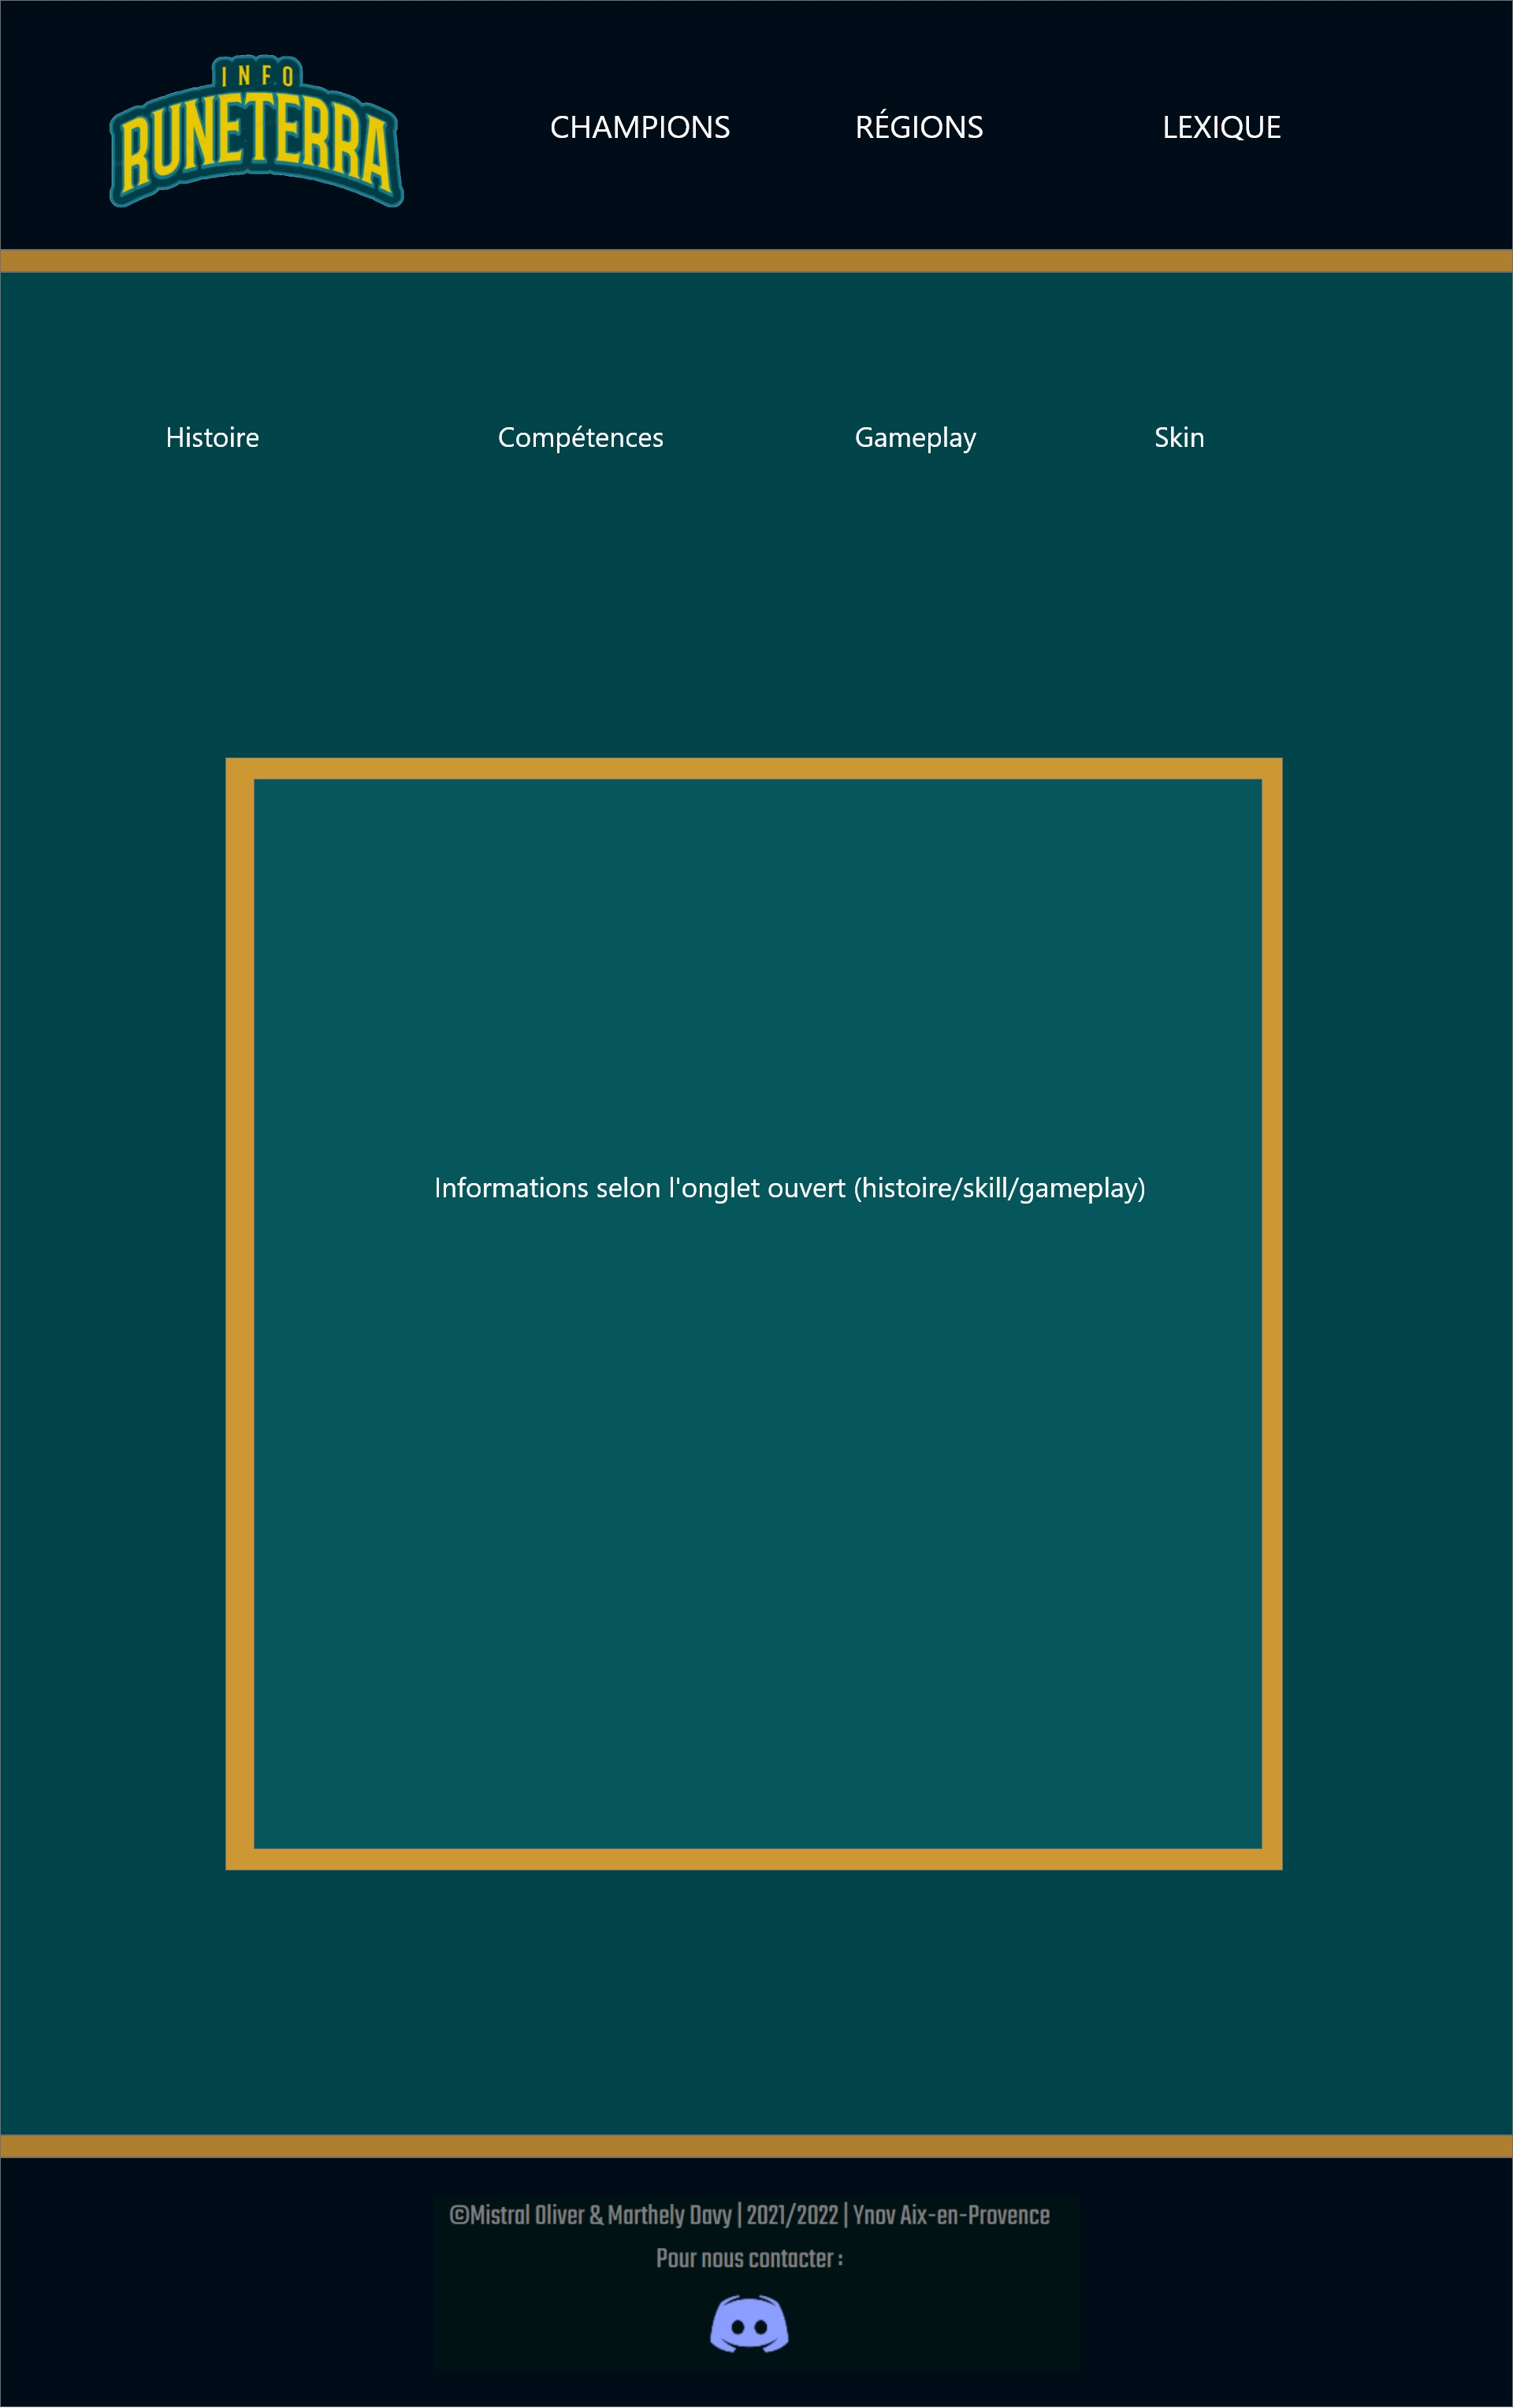 INFO
RUNETERRA
CHAMPIONS RÉGIONS LEXIQUE
Histoire Compétences Gameplay Skin
Informations selon l'onglet ouvert (histoire/skill/gameplay)
©Mistral Oliver & Marthely Davy | 2021/2022 | Ynov Aix-en-Provence
Pour nous contacter :